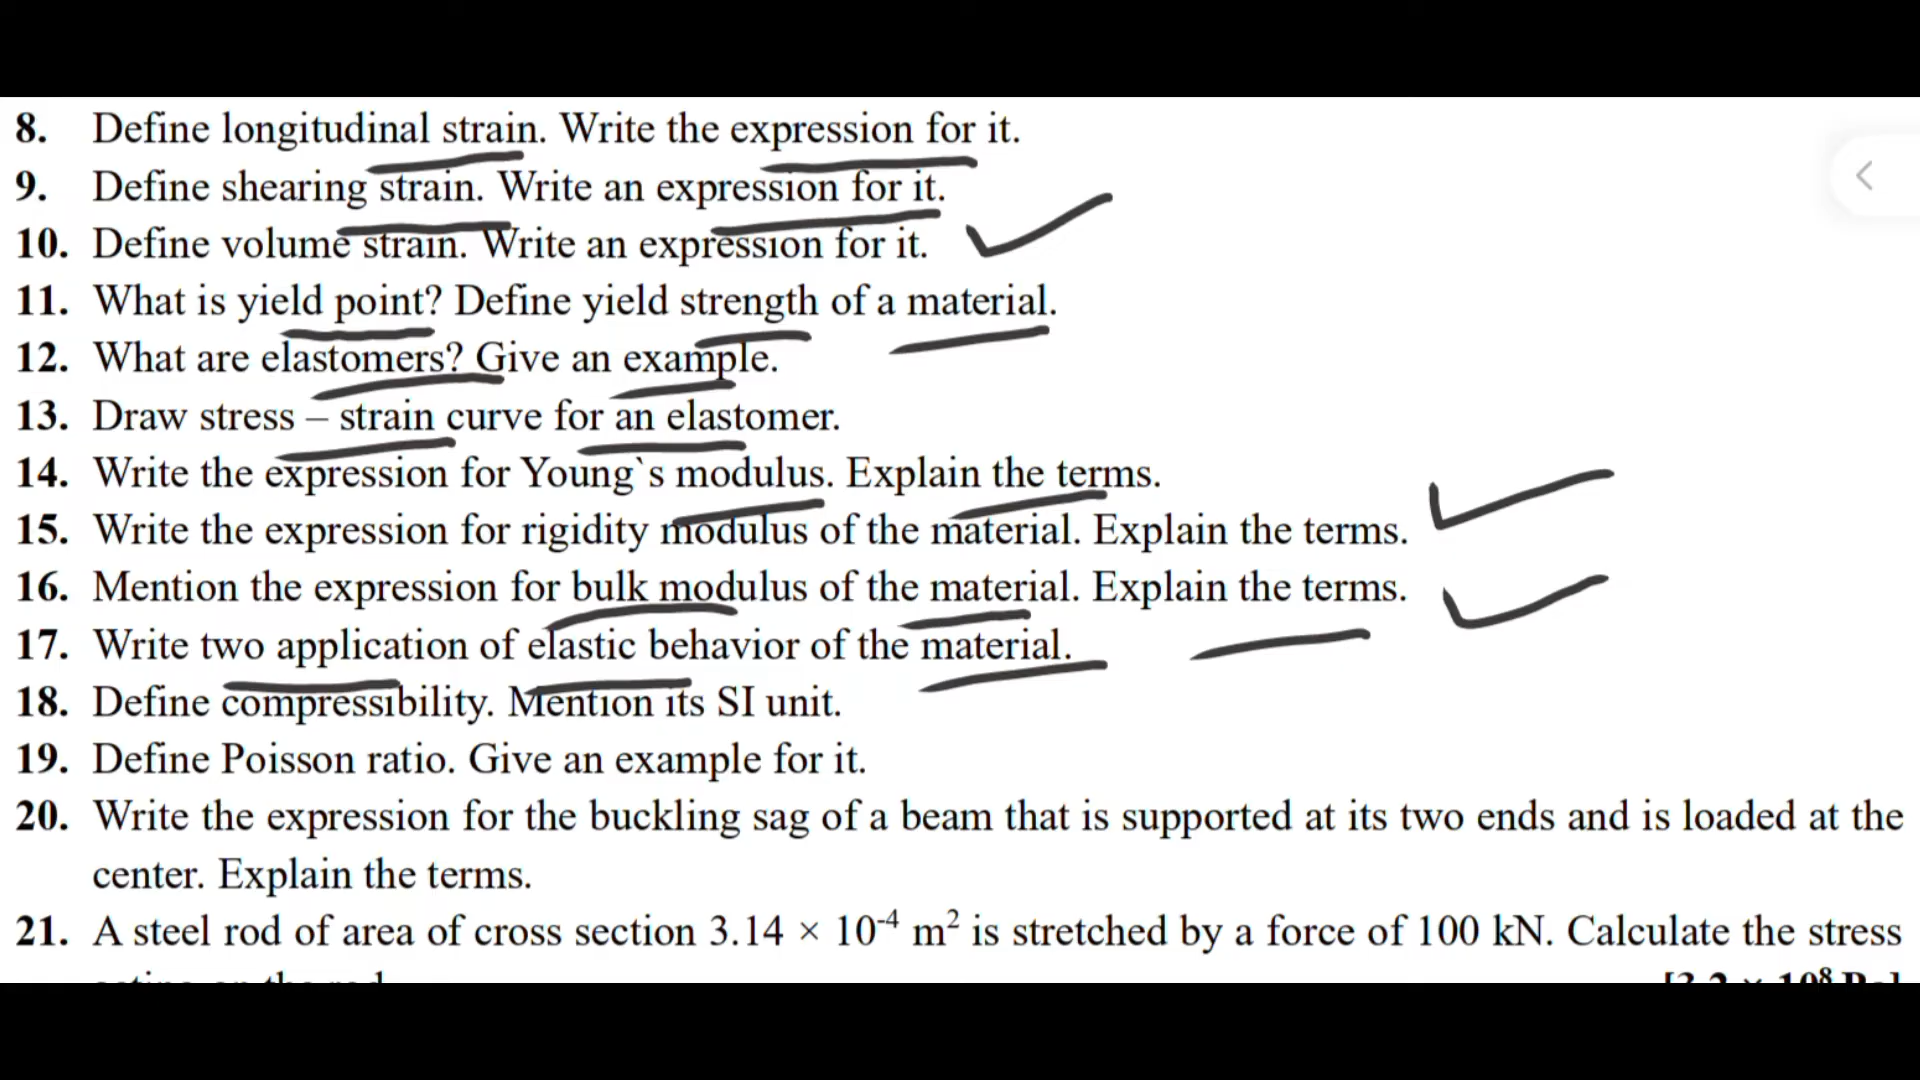 8. Define longitudinal strain. Write the expression for it.
9. Define shearing strain. Write an expression for it.
10. Define volume strain. Write an expression for it.
11. What is yield point? Define yield strength of a material.
12. What are elastomers? Give an example.
13. Draw stress – strain curve for an elastomer.
14. Write the expression for Young`s modulus. Explain the terms.
15. Write the expression for rigidity modulus of the material. Explain the terms.
16. Mention the expression for bulk modulus of the material. Explain the terms.
17. Write two application of elastic behavior of the material.
18. Define compressibility. Mention its SI unit.
19. Define Poisson ratio. Give an example for it.
20. Write the expression for the buckling sag of a beam that is supported at its two ends and is loaded at the
center. Explain the terms.
21. A steel rod of area of cross section 3.14 × 10⁻⁴ m² is stretched by a force of 100 kN. Calculate the stress